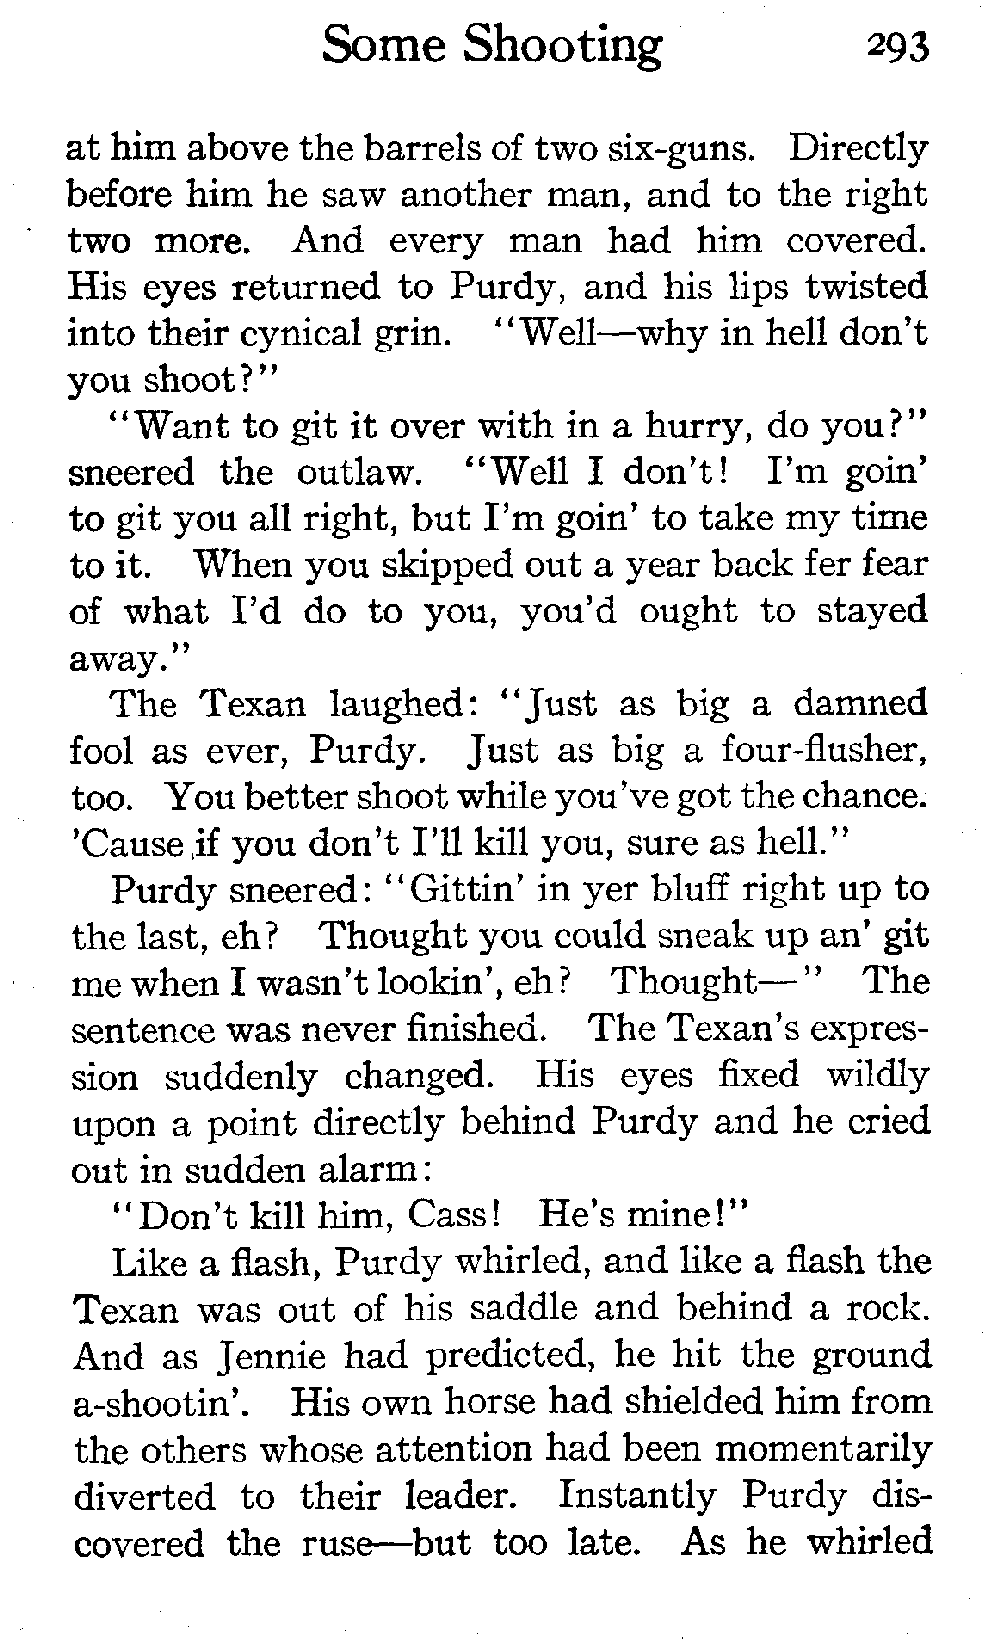 Some Shooting 293
at him above the barrels of two six-guns. Directly
before him he saw another man, and to the right
two more. And every man had him covered.
His eyes returned to Purdy, and his lips twisted
into their cynical grin. "Well—why in hell don't
you shoot?"
"Want to git it over with in a hurry, do you?"
sneered the outlaw. "Well I don't! I'm goin'
to git you all right, but I'm goin' to take my time
to it. When you skipped out a year back fer fear
of what I'd do to you, you'd ought to stayed
away."
The Texan laughed: "Just as big a damned
fool as ever, Purdy. Just as big a four-flusher,
too. You better shoot while you've got the chance.
'Cause if you don't I'll kill you, sure as hell."
Purdy sneered: "Gittin' in yer bluff right up to
the last, eh? Thought you could sneak up an' git
me when I wasn't lookin', eh? Thought—" The
sentence was never finished. The Texan's expres-
sion suddenly changed. His eyes fixed wildly
upon a point directly behind Purdy and he cried
out in sudden alarm:
"Don't kill him, Cass! He's mine!"
Like a flash, Purdy whirled, and like a flash the
Texan was out of his saddle and behind a rock.
And as Jennie had predicted, he hit the ground
a-shootin'. His own horse had shielded him from
the others whose attention had been momentarily
diverted to their leader. Instantly Purdy dis-
covered the ruse—but too late. As he whirled